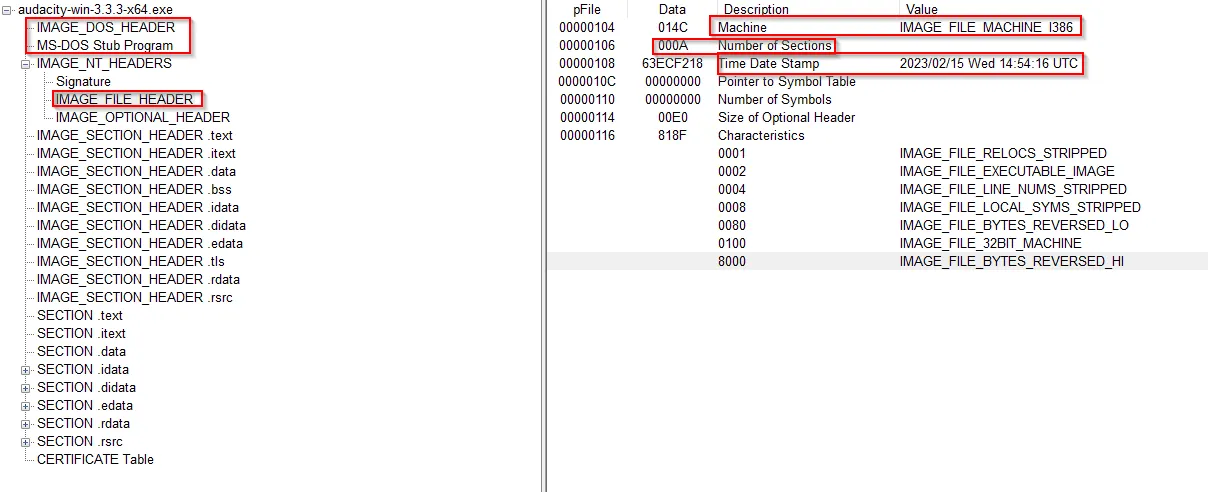 audacity-win-3.3.3-x64.exe
IMAGE_DOS_HEADER
MS-DOS Stub Program
IMAGE_NT_HEADERS
Signature
IMAGE_FILE_HEADER
IMAGE_OPTIONAL_HEADER
IMAGE_SECTION_HEADER .text
IMAGE_SECTION_HEADER .itext
IMAGE_SECTION_HEADER .data
IMAGE_SECTION_HEADER .bss
IMAGE_SECTION_HEADER .idata
IMAGE_SECTION_HEADER .didata
IMAGE_SECTION_HEADER .edata
IMAGE_SECTION_HEADER .tls
IMAGE_SECTION_HEADER .rdata
IMAGE_SECTION_HEADER .rsrc
SECTION .text
SECTION .itext
SECTION .data
SECTION .idata
SECTION .didata
SECTION .edata
SECTION .rdata
SECTION .rsrc
CERTIFICATE Table
pFile Data Description Value
00000104 014C Machine IMAGE_FILE_MACHINE_I386
00000106 000A Number of Sections
00000108 63ECF218 Time Date Stamp 2023/02/15 Wed 14:54:16 UTC
0000010C 00000000 Pointer to Symbol Table
00000110 00000000 Number of Symbols
00000114 00E0 Size of Optional Header
00000116 818F Characteristics
0001 IMAGE_FILE_RELOCS_STRIPPED
0002 IMAGE_FILE_EXECUTABLE_IMAGE
0004 IMAGE_FILE_LINE_NUMS_STRIPPED
0008 IMAGE_FILE_LOCAL_SYMS_STRIPPED
0080 IMAGE_FILE_BYTES_REVERSED_LO
0100 IMAGE_FILE_32BIT_MACHINE
8000 IMAGE_FILE_BYTES_REVERSED_HI